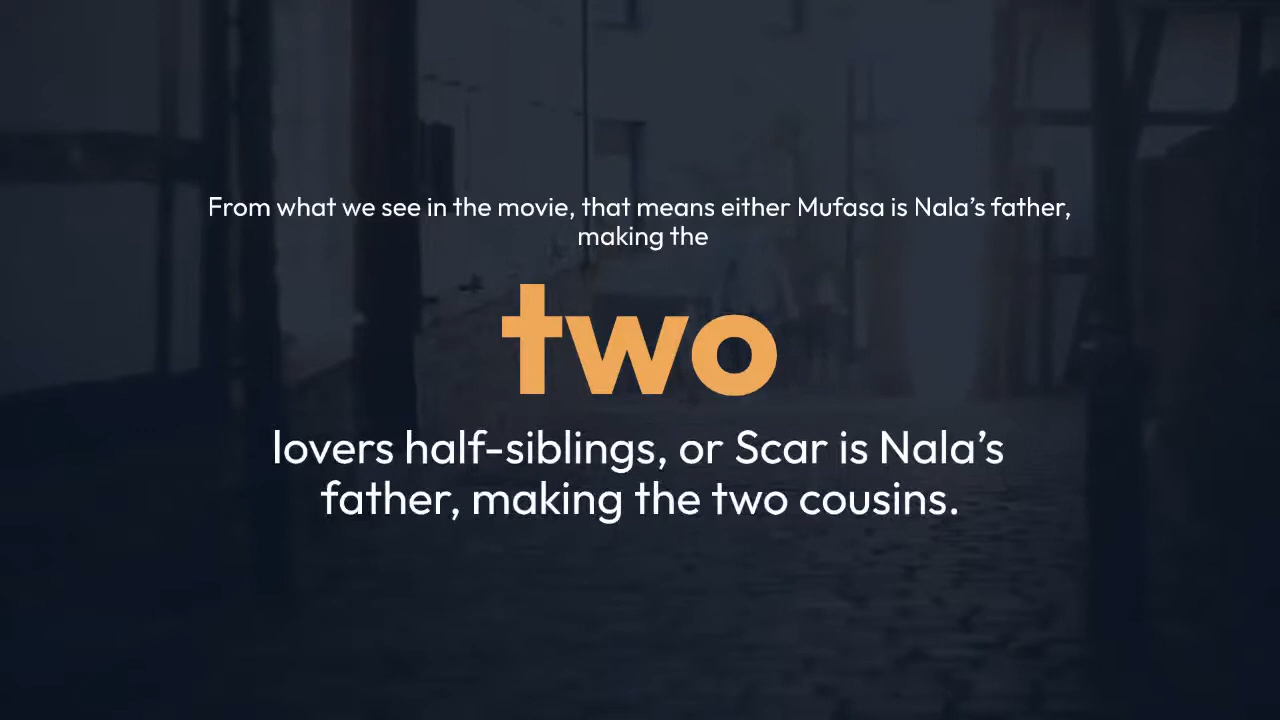 From what we see in the movie, that means either Mufasa is Nala’s father,
making the
two
lovers half-siblings, or Scar is Nala’s
father, making the two cousins.